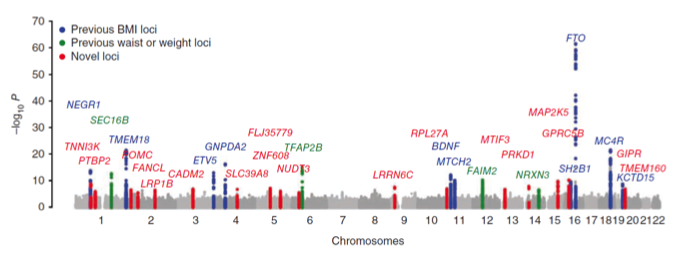 70
60
50
40
30
20
10
0
–log10 P
Previous BMI loci
Previous waist or weight loci
Novel loci
FTO
NEGR1
SEC16B
TNNI3K
PTBP2
TMEM18
POMC
FANCL
LRP1B
CADM2
ETV5
GNPDA2
SLC39A8
FLJ35779
ZNF608
TFAP2B
NUDT3
LRRN6C
RPL27A
BDNF
MTCH2
FAIM2
MTIF3
PRKD1
NRXN3
MAP2K5
GPRC5B
SH2B1
MC4R
GIPR
TMEM160
KCTD15
1 2 3 4 5 6 7 8 9 10 11 12 13 14 15 16 17 18 19 20 21 22
Chromosomes